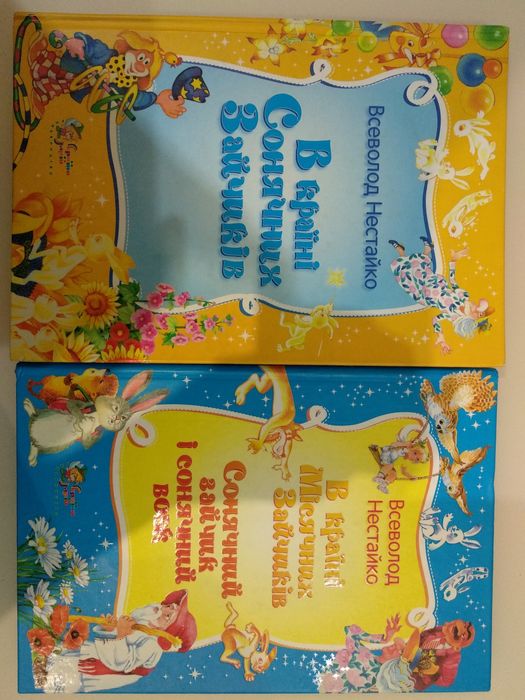 Всеволод Нестайко
В країні
Сонячних
Зайчиків
Всеволод
Нестайко
В країні
Місячних
Зайчиків
Сонячний
зайчик
і сонячний
вовк